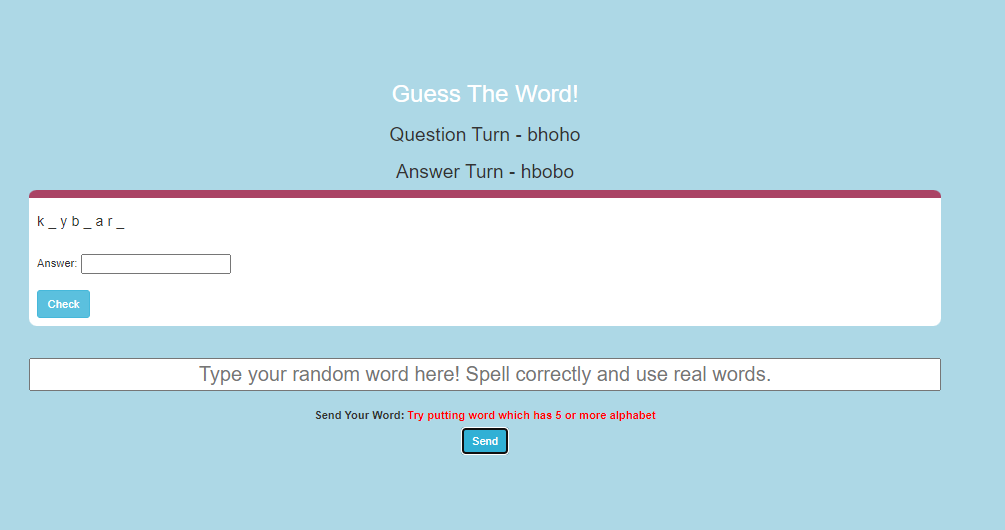 Guess The Word!
Question Turn - bhoho
Answer Turn - hbobo
k _ y b _ a r _
Answer:
Check
Type your random word here! Spell correctly and use real words.
Send Your Word: Try putting word which has 5 or more alphabet
Send